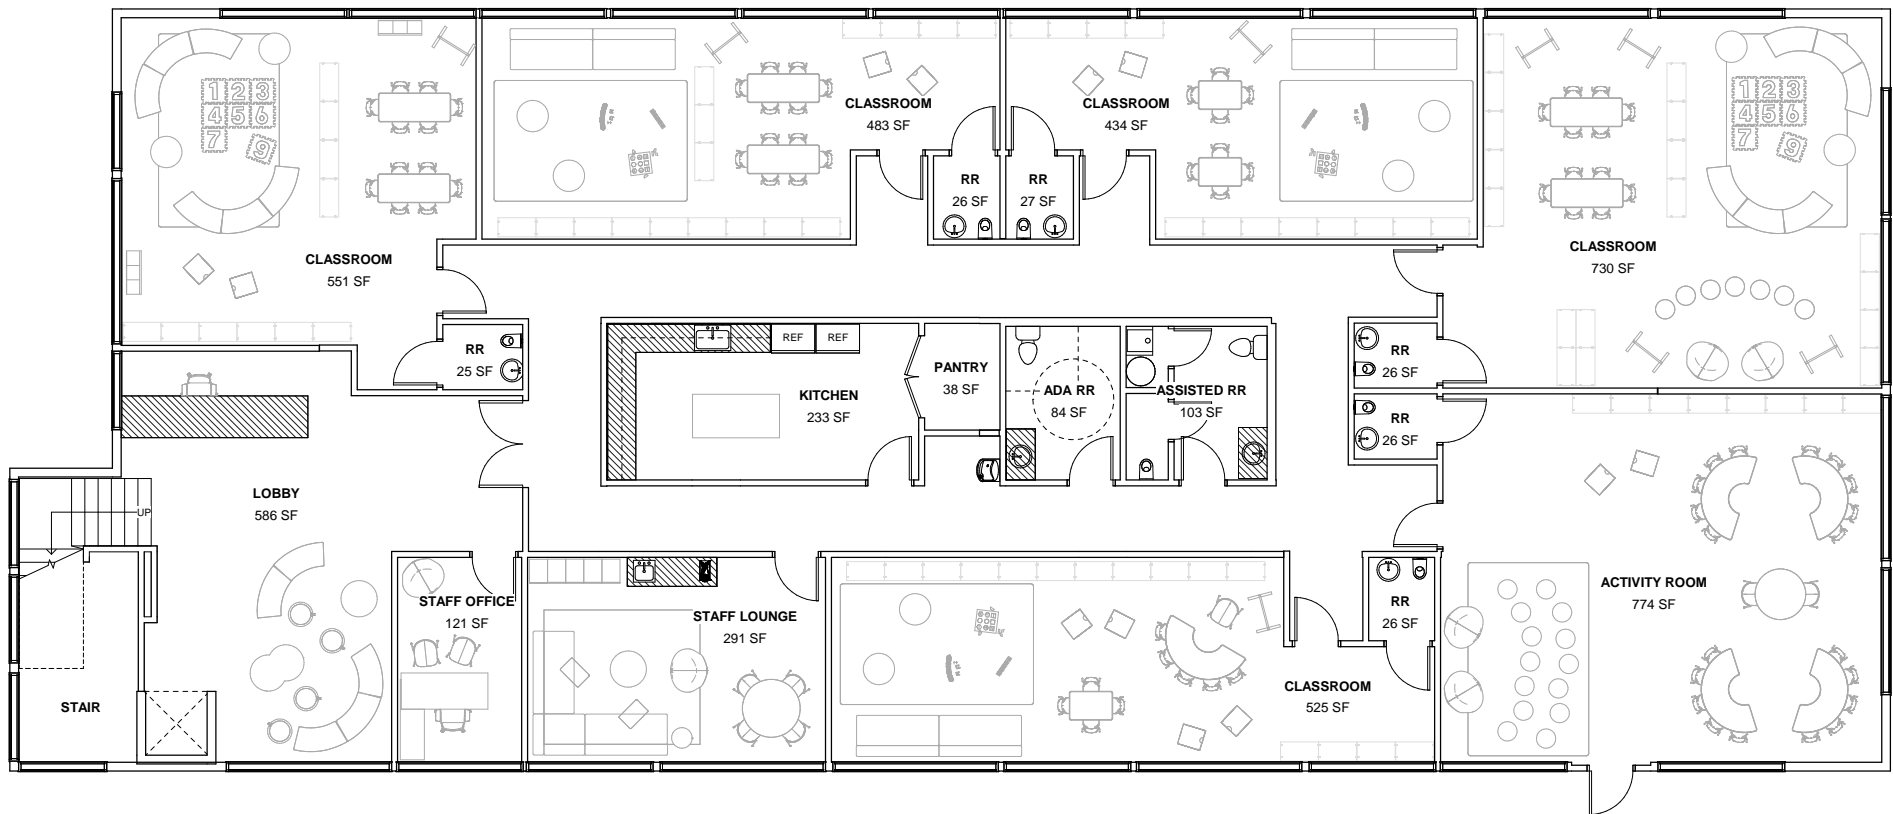 1 2 3
4 5 6
7
9
CLASSROOM
551 SF
CLASSROOM
483 SF
CLASSROOM
434 SF
1 2 3
4 5 6
7
9
CLASSROOM
730 SF
RR
26 SF
RR
27 SF
RR
25 SF
REF
REF
KITCHEN
233 SF
PANTRY
38 SF
ADA RR
84 SF
ASSISTED RR
103 SF
RR
26 SF
RR
26 SF
LOBBY
586 SF
UP
STAIR
STAFF OFFICE
121 SF
STAFF LOUNGE
291 SF
CLASSROOM
525 SF
RR
26 SF
ACTIVITY ROOM
774 SF